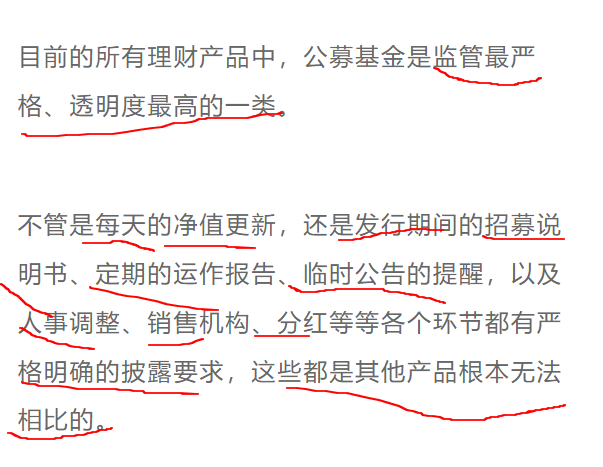 目前的所有理财产品中，公募基金是监管最严
格、透明度最高的一类。
不管是每天的净值更新，还是发行期间的招募说
明书、定期的运作报告、临时公告的提醒，以及
人事调整、销售机构、分红等等各个环节都有严
格明确的披露要求，这些都是其他产品根本无法
相比的。